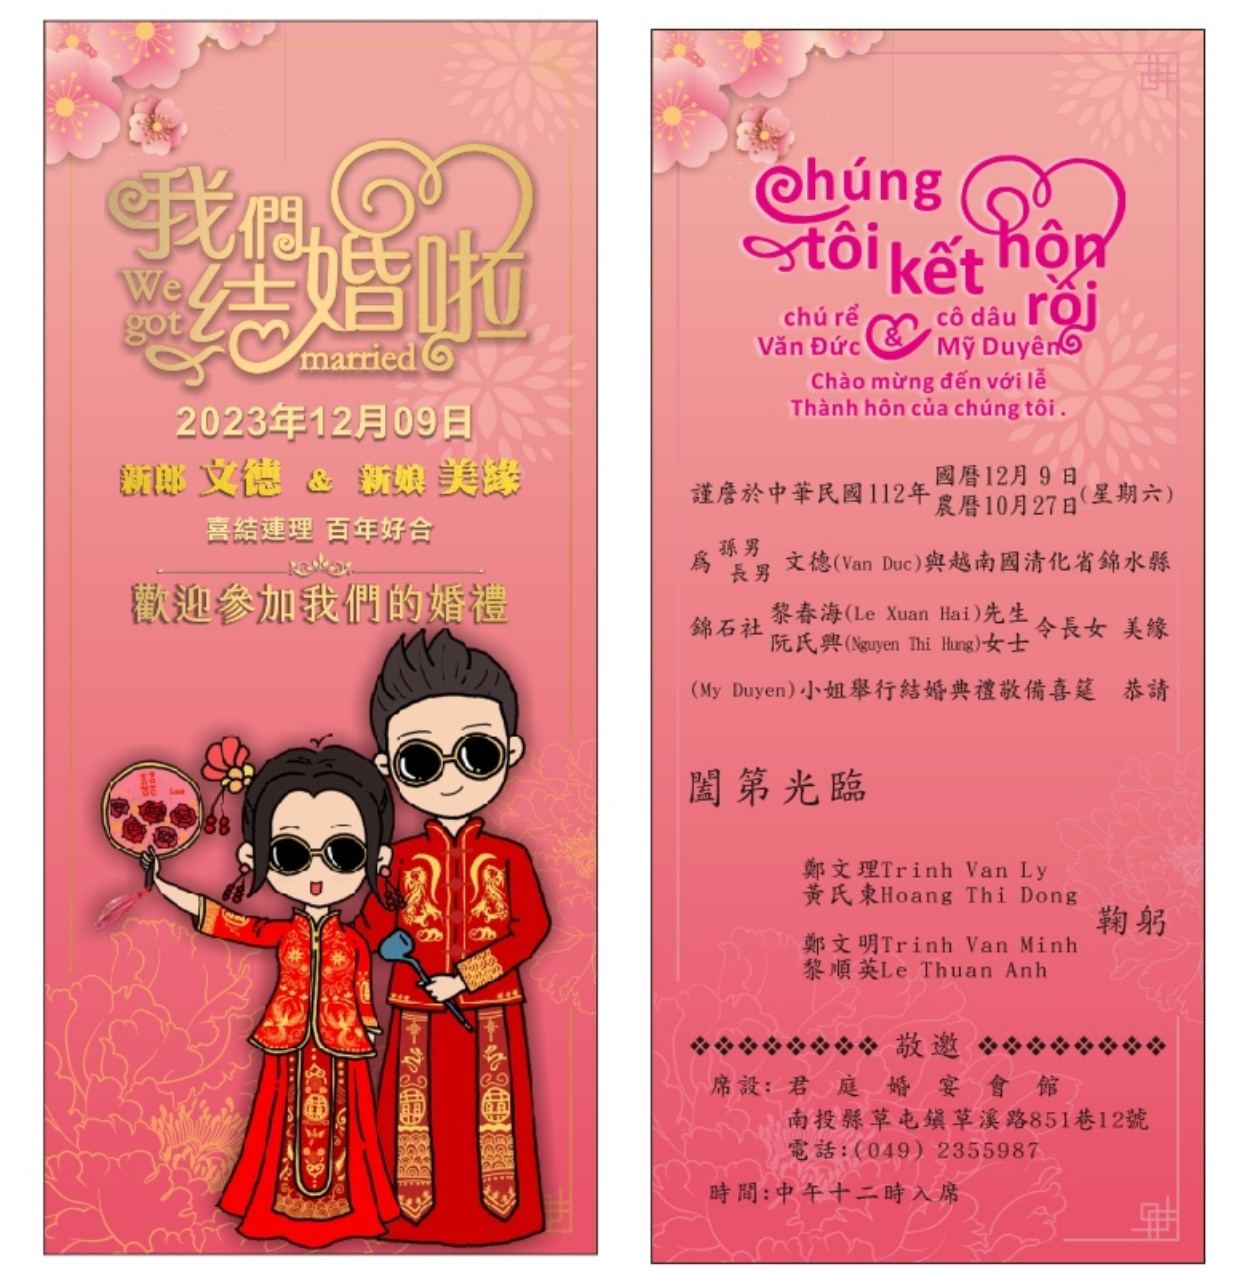 我們
結婚啦
We
got
married
2023年12月09日
新郎 文德 & 新娘 美緣
喜結連理 百年好合
歡迎參加我們的婚禮
囍
Love
Chúng
tôi kết hôn
rồi
chú rể & cô dâu
Văn Đức Mỹ Duyên
Chào mừng đến với lễ
Thành hôn của chúng tôi .
謹詹於中華民國112年 國曆12月 9 日 (星期六)
農曆10月27日
為 孫男 文德(Van Duc)與越南國清化省錦水縣
長男
錦石社 黎春海(Le Xuan Hai)先生 令長女 美緣
阮氏興(Nguyen Thi Hung)女士
(My Duyen)小姐舉行結婚典禮敬備喜筵 恭請
闔第光臨
鄭文理Trinh Van Ly
黃氏東Hoang Thi Dong
鞠躬
鄭文明Trinh Van Minh
黎順英Le Thuan Anh
❖❖❖❖❖❖❖❖ 敬邀 ❖❖❖❖❖❖❖❖
席設: 君庭婚宴會館
南投縣草屯鎮草溪路851巷12號
電話:(049) 2355987
時間:中午十二時入席